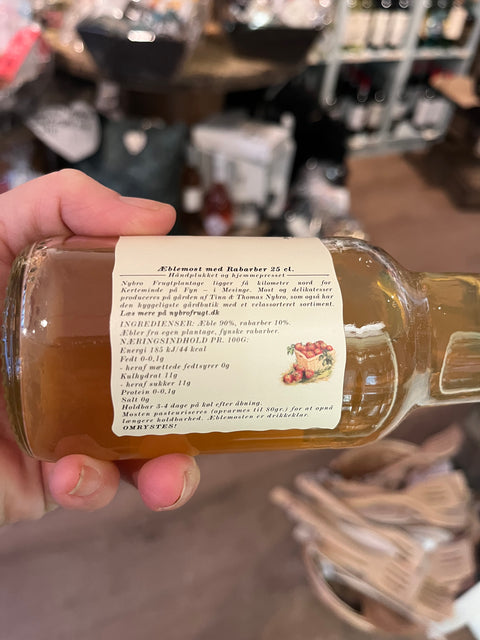 Æblemost med Rabarber 25 cl.
Håndplukket og hjemmepresset
Nybro Frugtplantage ligger få kilometer nord for
Kerteminde på Fyn – i Mesinge. Most og delikatesser
produceres på gården af Tina & Thomas Nybro, som også har
den hyggeligste gårdbutik med et velassorteret sortiment.
Læs mere på nybrofrugt.dk
INGREDIENSER: Æble 90%, rabarber 10%.
Æbler fra egen plantage, fynske rabarber.
NÆRINGSINDHOLD PR. 100G:
Energi 185 kJ/44 kcal
Fedt 0-0,1g
- heraf mættede fedtsyrer 0g
Kulhydrat 11g
- heraf sukker 11g
Protein 0-0,1g
Salt 0g
Holdbar 3-4 dage på køl efter åbning.
Mosten pasteuriseres (opvarmes til 80gr.) for at opnå
længere holdbarhed. Æblemosten er drikkeklar.
OMRYSTES!